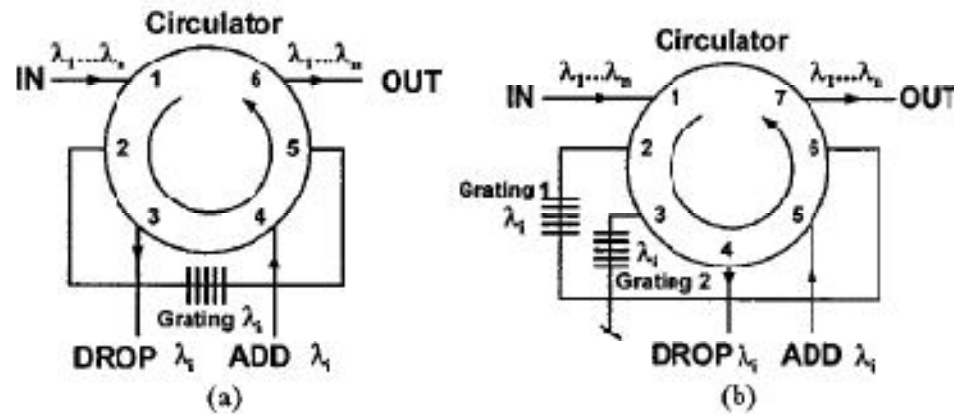 Circulator
λ1...λn
λ1...λn
IN
1
6
OUT
2
5
3
4
Grating λi
DROP λi
ADD λi
(a)
Circulator
λ1...λn
λ1...λn
IN
1
7
OUT
2
6
Grating 1
λi
3
5
4
λi
Grating 2
DROP λi
ADD λi
(b)